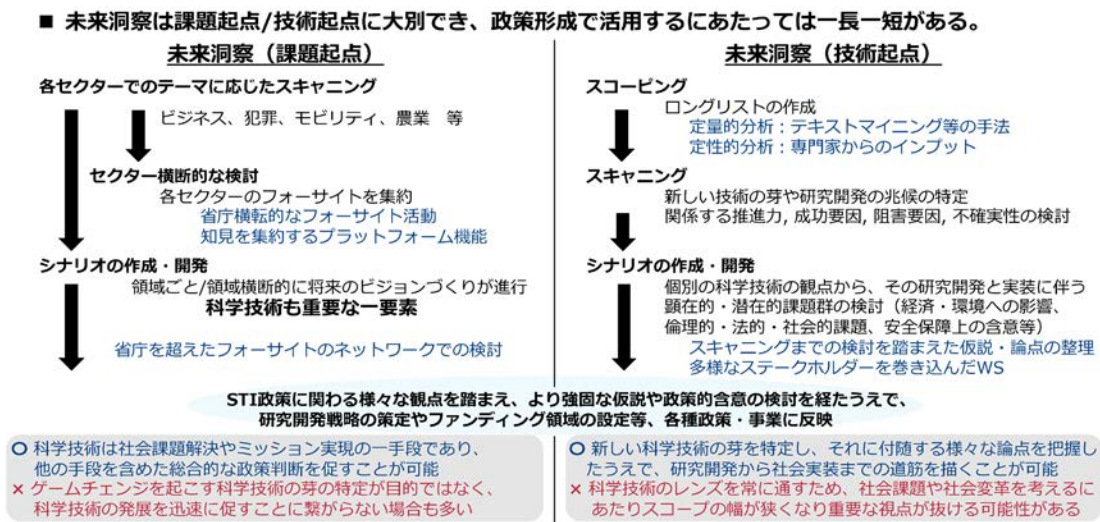 ■ 未来洞察は課題起点/技術起点に大別でき、政策形成で活用するにあたっては一長一短がある。
未来洞察（課題起点）
各セクターでのテーマに応じたスキャニング
ビジネス、犯罪、モビリティ、農業　等
セクター横断的な検討
各セクターのフォーサイトを集約
省庁横転的なフォーサイト活動
知見を集約するプラットフォーム機能
シナリオの作成・開発
領域ごと/領域横断的に将来のビジョンづくりが進行
科学技術も重要な一要素
省庁を超えたフォーサイトのネットワークでの検討
未来洞察（技術起点）
スコーピング
ロングリストの作成
定量的分析：テキストマイニング等の手法
定性的分析：専門家からのインプット
スキャニング
新しい技術の芽や研究開発の兆候の特定
関係する推進力, 成功要因, 阻害要因, 不確実性の検討
シナリオの作成・開発
個別の科学技術の観点から、その研究開発と実装に伴う
顕在的・潜在的課題群の検討（経済・環境への影響、
倫理的・法的・社会的課題、安全保障上の含意等）
スキャニングまでの検討を踏まえた仮説・論点の整理
多様なステークホルダーを巻き込んだWS
STI政策に関わる様々な観点を踏まえ、より強固な仮説や政策的含意の検討を経たうえで、
研究開発戦略の策定やファンディング領域の設定等、各種政策・事業に反映
○ 科学技術は社会課題解決やミッション実現の一手段であり、
他の手段を含めた総合的な政策判断を促すことが可能
× ゲームチェンジを起こす科学技術の芽の特定が目的ではなく、
科学技術の発展を迅速に促すことに繋がらない場合も多い
○ 新しい科学技術の芽を特定し、それに付随する様々な論点を把握し
たうえで、研究開発から社会実装までの道筋を描くことが可能
× 科学技術のレンズを常に通すため、社会課題や社会変革を考えるに
あたりスコープの幅が狭くなり重要な視点が抜ける可能性がある